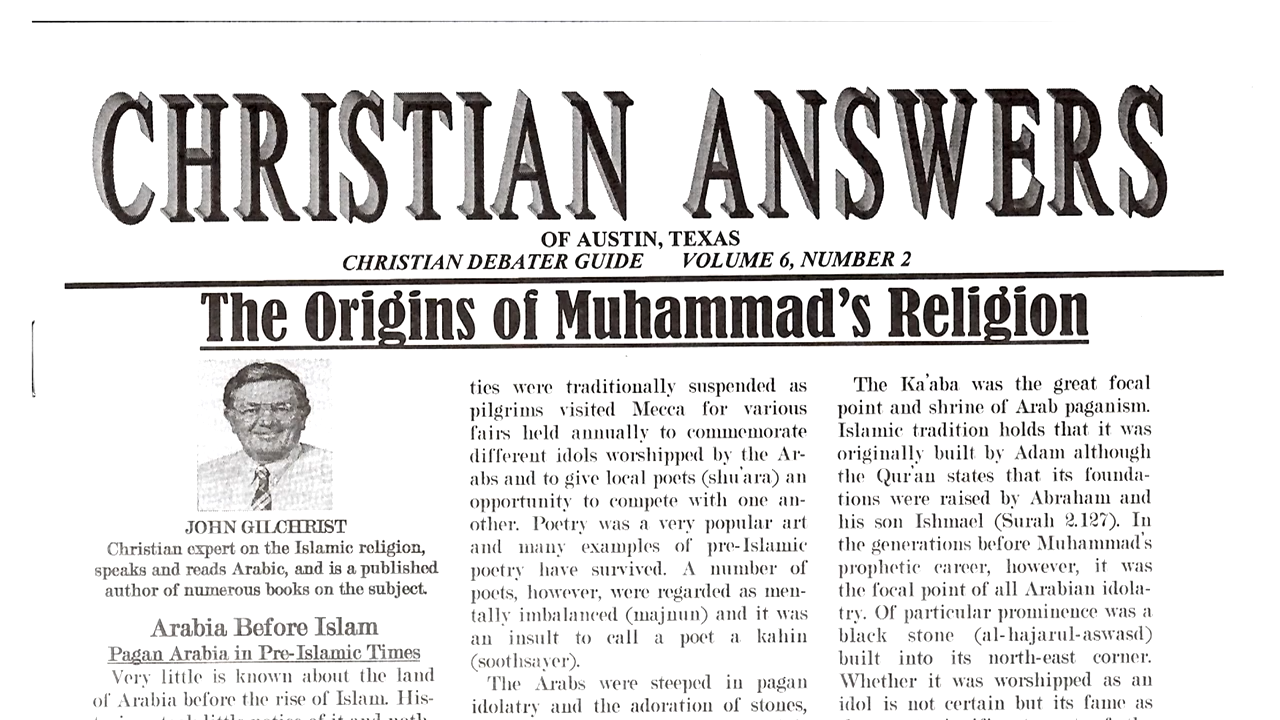 CHRISTIAN ANSWERS
OF AUSTIN, TEXAS
CHRISTIAN DEBATER GUIDE VOLUME 6, NUMBER 2
The Origins of Muhammad's Religion
JOHN GILCHRIST
Christian expert on the Islamic religion,
speaks and reads Arabic, and is a published
author of numerous books on the subject.
Arabia Before Islam
Pagan Arabia in Pre-Islamic Times
Very little is known about the land
of Arabia before the rise of Islam. His-
ties were traditionally suspended as
pilgrims visited Mecca for various
fairs held annually to commemorate
different idols worshipped by the Ar-
abs and to give local poets (shu'ara) an
opportunity to compete with one an-
other. Poetry was a very popular art
and many examples of pre-Islamic
poetry have survived. A number of
poets, however, were regarded as men-
tally imbalanced (majnun) and it was
an insult to call a poet a kahin
(soothsayer).
The Arabs were steeped in pagan
idolatry and the adoration of stones,
The Ka'aba was the great focal
point and shrine of Arab paganism.
Islamic tradition holds that it was
originally built by Adam although
the Qur'an states that its founda-
tions were raised by Abraham and
his son Ishmael (Surah 2.127). In
the generations before Muhammad's
prophetic career, however, it was
the focal point of all Arabian idola-
try. Of particular prominence was a
black stone (al-hajarul-aswasd)
built into its north-east corner.
Whether it was worshipped as an
idol is not certain but its fame as